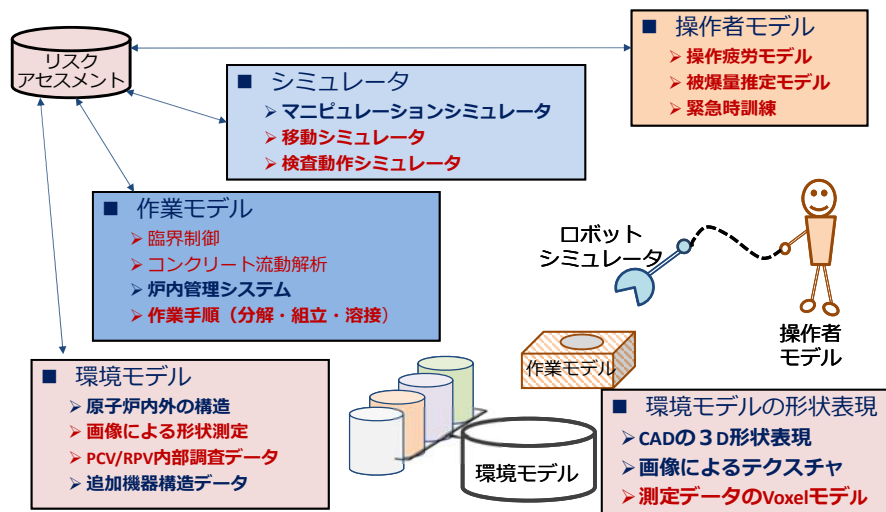 リスク
アセスメント
■ 操作者モデル
➢ 操作疲労モデル
➢ 被爆量推定モデル
➢ 緊急時訓練
■ シミュレータ
➢ マニピュレーションシミュレータ
➢ 移動シミュレータ
➢ 検査動作シミュレータ
■ 作業モデル
➢ 臨界制御
➢ コンクリート流動解析
➢ 炉内管理システム
➢ 作業手順（分解・組立・溶接）
ロボット
シミュレータ
操作者
モデル
作業モデル
■ 環境モデル
➢ 原子炉内外の構造
➢ 画像による形状測定
➢ PCV/RPV内部調査データ
➢ 追加機器構造データ
環境モデル
■ 環境モデルの形状表現
➢ CADの３D形状表現
➢ 画像によるテクスチャ
➢ 測定データのVoxelモデル